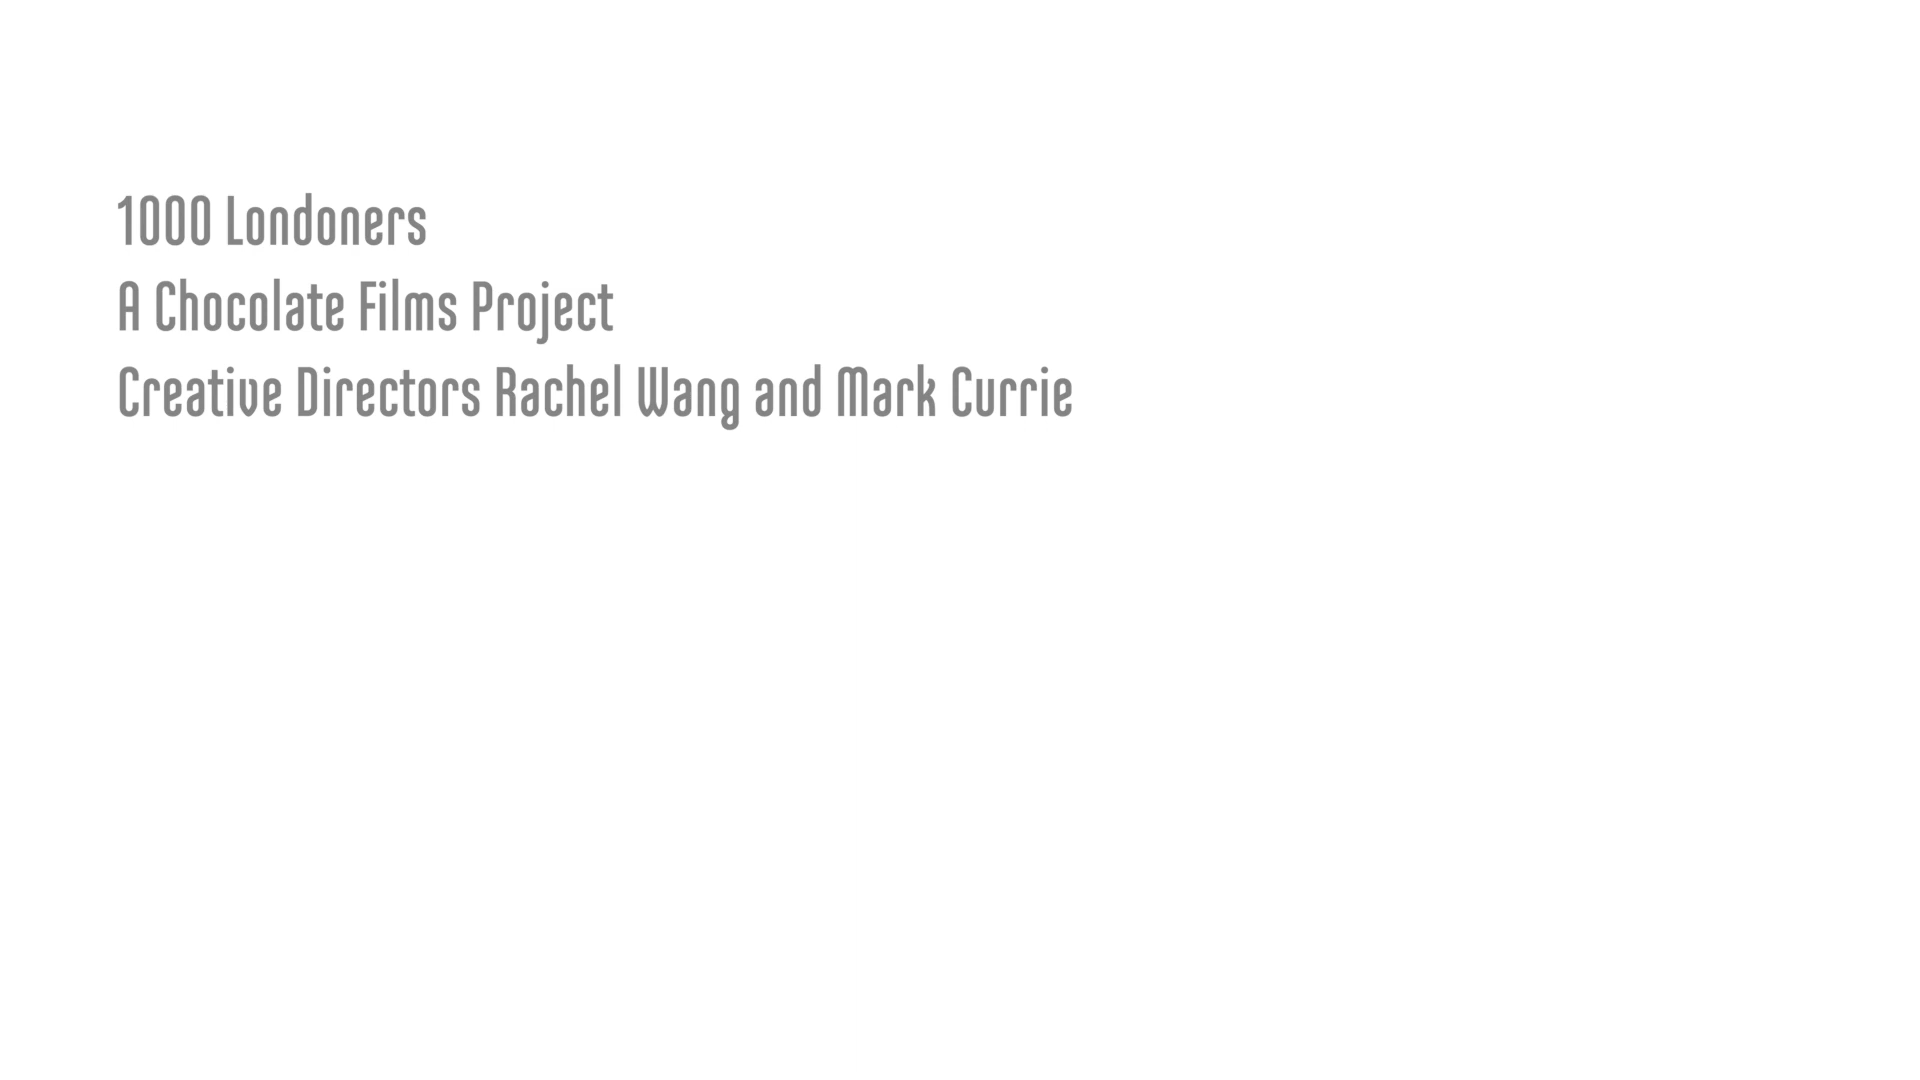 1000 Londoners
A Chocolate Films Project
Creative Directors Rachel Wang and Mark Currie